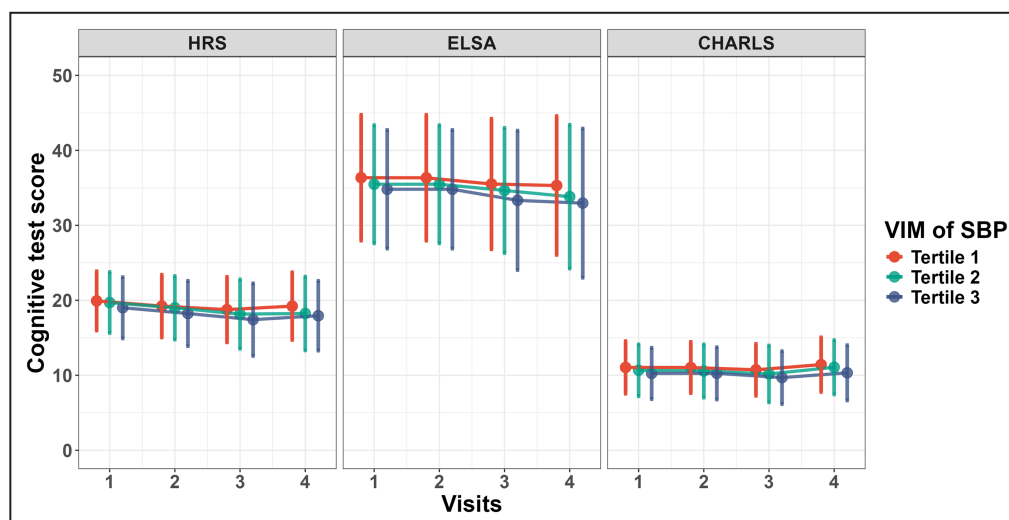 HRS
ELSA
CHARLS
Cognitive test score
50
40
30
20
10
0
1 2 3 4
1 2 3 4
1 2 3 4
Visits
VIM of SBP
Tertile 1
Tertile 2
Tertile 3